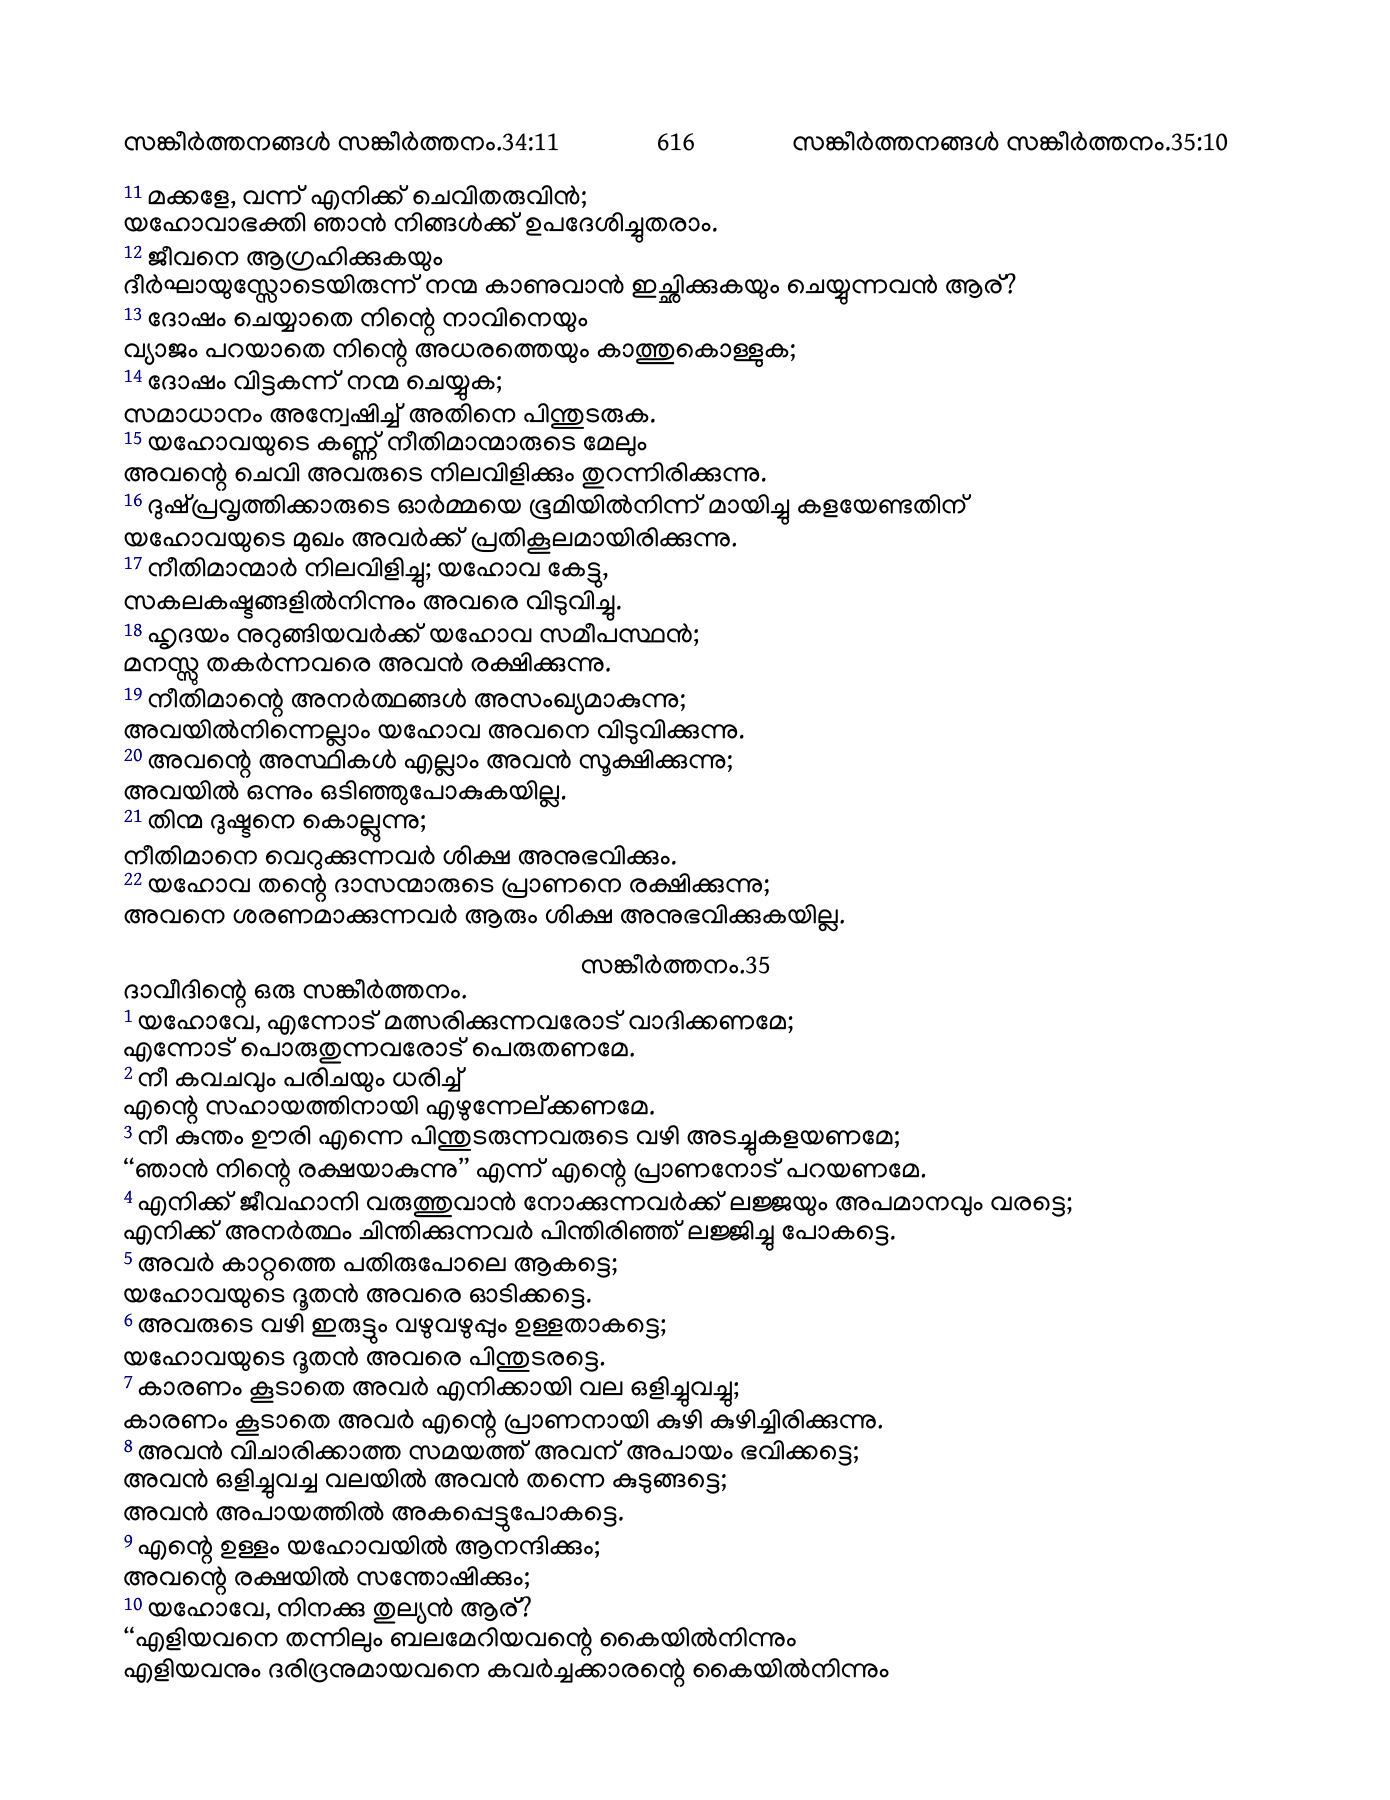 സങ്കീർത്തനങ്ങൾ സങ്കീർത്തനം.34:11 616 സങ്കീർത്തനങ്ങൾ സങ്കീർത്തനം.35:10
11 മക്കളേ, വന്ന് എനിക്ക് ചെവിതരുവിൻ;
യഹോവാഭക്തി ഞാൻ നിങ്ങൾക്ക് ഉപദേശിച്ചുതരാം.
12 ജീവനെ ആഗ്രഹിക്കുകയും
ദീർഘായുസ്സോടെയിരുന്ന് നന്മ കാണുവാൻ ഇച്ഛിക്കുകയും ചെയ്യുന്നവൻ ആര്?
13 ദോഷം ചെയ്യാതെ നിന്റെ നാവിനെയും
വ്യാജം പറയാതെ നിന്റെ അധരത്തെയും കാത്തുകൊള്ളുക;
14 ദോഷം വിട്ടകന്ന് നന്മ ചെയ്യുക;
സമാധാനം അന്വേഷിച്ച് അതിനെ പിന്തുടരുക.
15 യഹോവയുടെ കണ്ണ് നീതിമാന്മാരുടെ മേലും
അവന്റെ ചെവി അവരുടെ നിലവിളിക്കും തുറന്നിരിക്കുന്നു.
16 ദുഷ്‌പ്രവൃത്തിക്കാരുടെ ഓർമ്മയെ ഭൂമിയിൽനിന്ന് മായിച്ചു കളയേണ്ടതിന്
യഹോവയുടെ മുഖം അവർക്ക് പ്രതികൂലമായിരിക്കുന്നു.
17 നീതിമാന്മാർ നിലവിളിച്ചു; യഹോവ കേട്ടു,
സകലകഷ്ടങ്ങളിൽനിന്നും അവരെ വിടുവിച്ചു.
18 ഹൃദയം നുറുങ്ങിയവർക്ക് യഹോവ സമീപസ്ഥൻ;
മനസ്സു തകർന്നവരെ അവൻ രക്ഷിക്കുന്നു.
19 നീതിമാന്റെ അനർത്ഥങ്ങൾ അസംഖ്യമാകുന്നു;
അവയിൽനിന്നെല്ലാം യഹോവ അവനെ വിടുവിക്കുന്നു.
20 അവന്റെ അസ്ഥികൾ എല്ലാം അവൻ സൂക്ഷിക്കുന്നു;
അവയിൽ ഒന്നും ഒടിഞ്ഞുപോകുകയില്ല.
21 തിന്മ ദുഷ്ടനെ കൊല്ലുന്നു;
നീതിമാനെ വെറുക്കുന്നവർ ശിക്ഷ അനുഭവിക്കും.
22 യഹോവ തന്റെ ദാസന്മാരുടെ പ്രാണനെ രക്ഷിക്കുന്നു;
അവനെ ശരണമാക്കുന്നവർ ആരും ശിക്ഷ അനുഭവിക്കുകയില്ല.
സങ്കീർത്തനം.35
ദാവീദിന്റെ ഒരു സങ്കീർത്തനം.
1 യഹോവേ, എന്നോട് മത്സരിക്കുന്നവരോട് വാദിക്കണമേ;
എന്നോട് പൊരുതുന്നവരോട് പെരുതണമേ.
2 നീ കവചവും പരിചയും ധരിച്ച്
എന്റെ സഹായത്തിനായി എഴുന്നേല്ക്കണമേ.
3 നീ കുന്തം ഊരി എന്നെ പിന്തുടരുന്നവരുടെ വഴി അടച്ചുകളയണമേ;
“ഞാൻ നിന്റെ രക്ഷയാകുന്നു” എന്ന് എന്റെ പ്രാണനോട് പറയണമേ.
4 എനിക്ക് ജീവഹാനി വരുത്തുവാൻ നോക്കുന്നവർക്ക് ലജ്ജയും അപമാനവും വരട്ടെ;
എനിക്ക് അനർത്ഥം ചിന്തിക്കുന്നവർ പിന്തിരിഞ്ഞ് ലജ്ജിച്ചു പോകട്ടെ.
5 അവർ കാറ്റത്തെ പതിരുപോലെ ആകട്ടെ;
യഹോവയുടെ ദൂതൻ അവരെ ഓടിക്കട്ടെ.
6 അവരുടെ വഴി ഇരുട്ടും വഴുവഴുപ്പും ഉള്ളതാകട്ടെ;
യഹോവയുടെ ദൂതൻ അവരെ പിന്തുടരട്ടെ.
7 കാരണം കൂടാതെ അവർ എനിക്കായി വല ഒളിച്ചുവച്ചു;
കാരണം കൂടാതെ അവർ എന്റെ പ്രാണനായി കുഴി കുഴിച്ചിരിക്കുന്നു.
8 അവൻ വിചാരിക്കാത്ത സമയത്ത് അവന് അപായം ഭവിക്കട്ടെ;
അവൻ ഒളിച്ചുവച്ച വലയിൽ അവൻ തന്നെ കുടുങ്ങട്ടെ;
അവൻ അപായത്തിൽ അകപ്പെട്ടുപോകട്ടെ.
9 എന്റെ ഉള്ളം യഹോവയിൽ ആനന്ദിക്കും;
അവന്റെ രക്ഷയിൽ സന്തോഷിക്കും;
10 യഹോവേ, നിനക്കു തുല്യൻ ആര്?
“എളിയവനെ തന്നിലും ബലമേറിയവന്റെ കൈയിൽനിന്നും
എളിയവനും ദരിദ്രനുമായവനെ കവർച്ചക്കാരന്റെ കൈയിൽനിന്നും